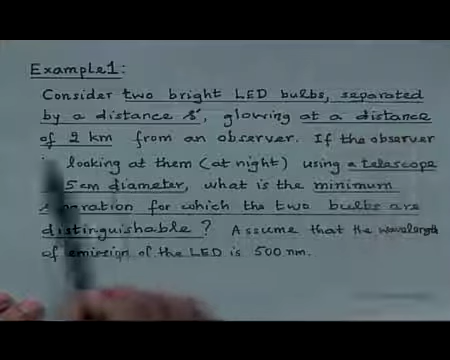 Example 1:
Consider two bright LED bulbs, separated
by a distance 's', glowing at a distance
of 2 km from an observer. If the observer
looking at them (at night) using a telescope
5cm diameter, what is the minimum
for which the two bulbs are
distinguishable? Assume that the wavelength
of emission of the LED is 500 nm.